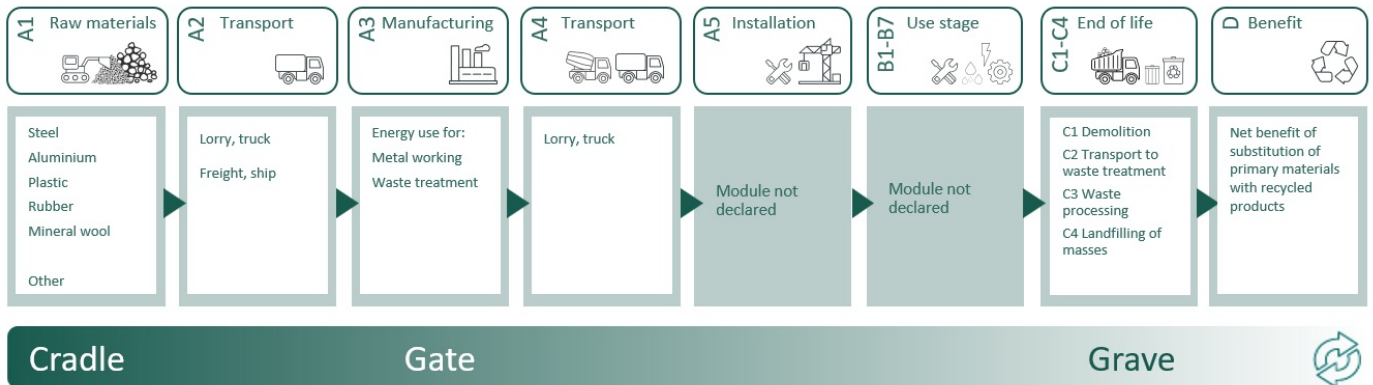 A1 Raw materials
A2 Transport
A3 Manufacturing
A4 Transport
A5 Installation
B1-B7 Use stage
C1-C4 End of life
D Benefit
Steel
Aluminium
Plastic
Rubber
Mineral wool
Other
Lorry, truck
Freight, ship
Energy use for:
Metal working
Waste treatment
Lorry, truck
Module not
declared
Module not
declared
C1 Demolition
C2 Transport to
waste treatment
C3 Waste
processing
C4 Landfilling of
masses
Net benefit of
substitution of
primary materials
with recycled
products
Cradle
Gate
Grave